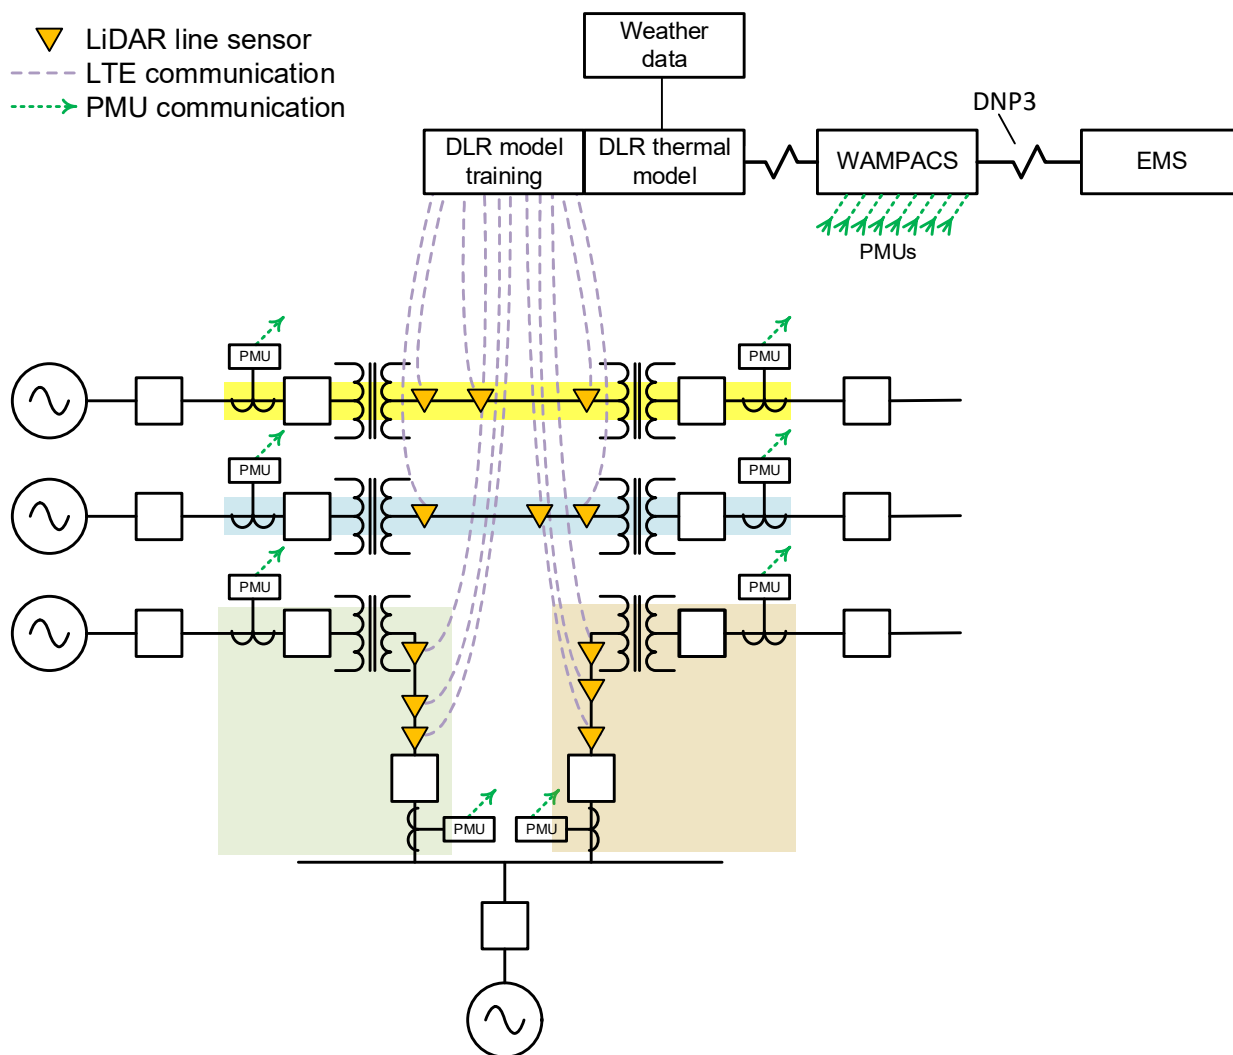 LiDAR line sensor
LTE communication
PMU communication
Weather
data
DNP3
DLR model
training
DLR thermal
model
WAMPACS
EMS
PMUs
PMU
PMU
PMU
PMU
PMU
PMU
PMU
PMU